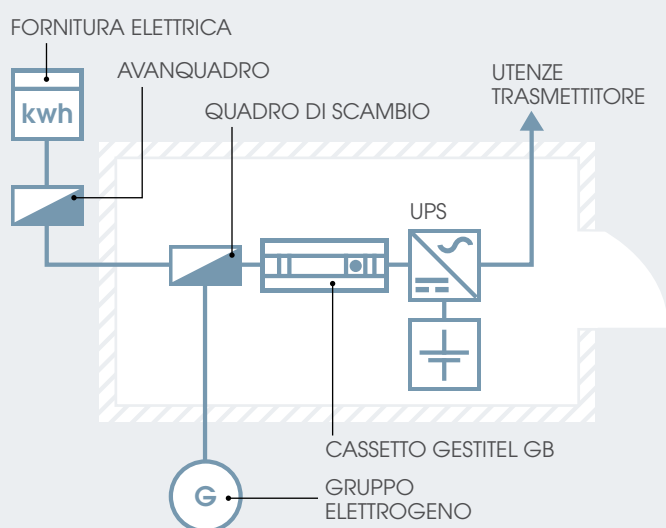 FORNITURA ELETTRICA
AVANQUADRO
QUADRO DI SCAMBIO
UTENZE
TRASMETTITORE
kwh
UPS
CASSETTO GESTITEL GB
G
GRUPPO
ELETTROGENO